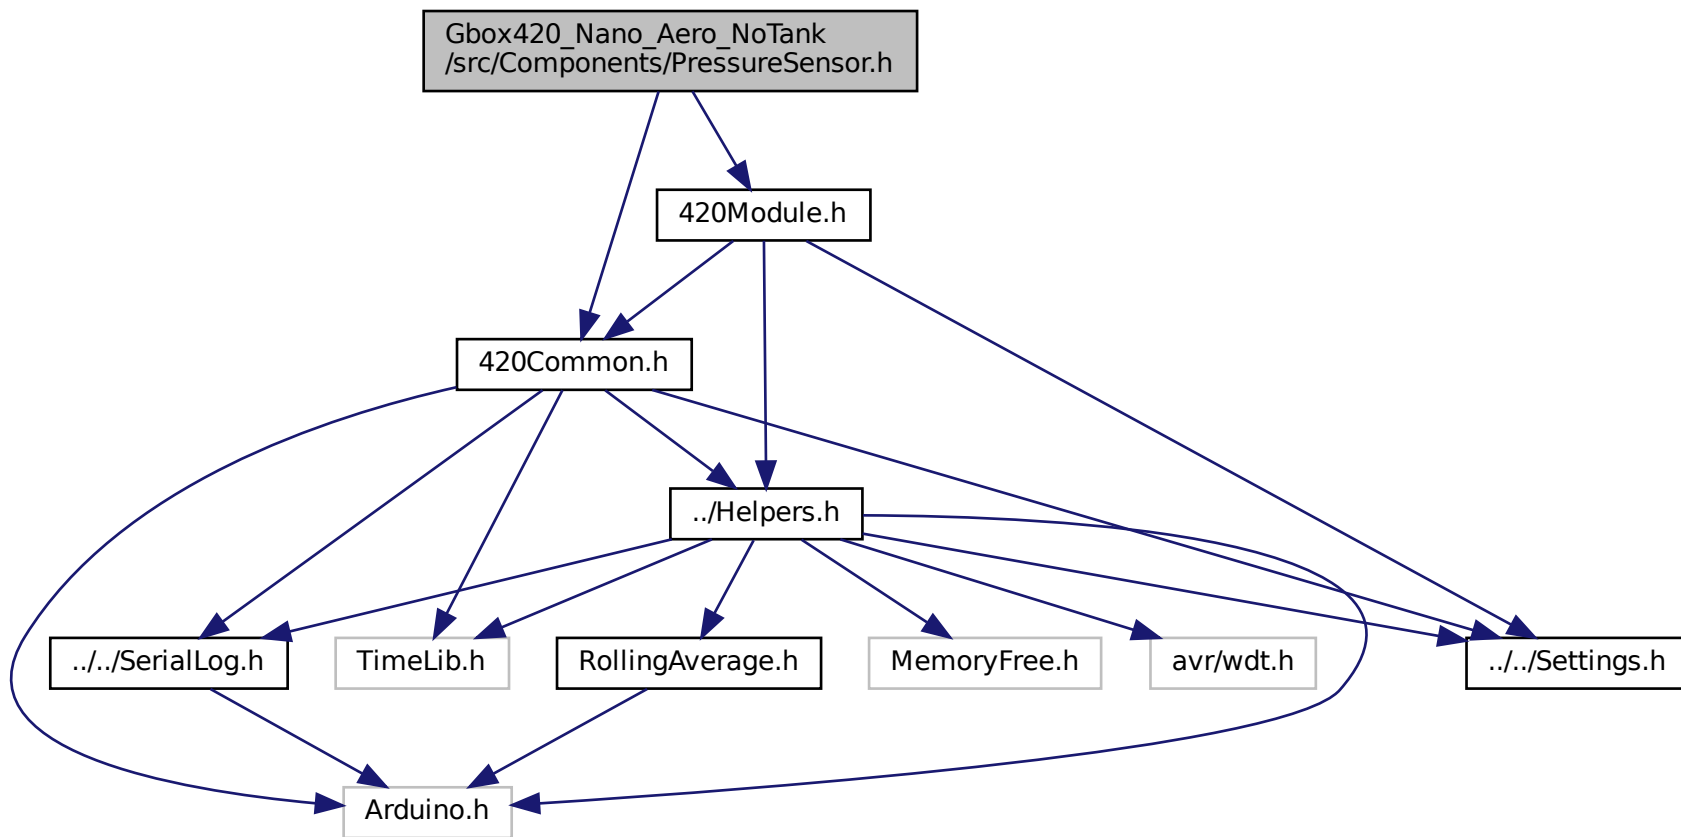 Gbox420_Nano_Aero_NoTank
/src/Components/PressureSensor.h
420Module.h
420Common.h
../Helpers.h
../../SerialLog.h
TimeLib.h
RollingAverage.h
MemoryFree.h
avr/wdt.h
../../Settings.h
Arduino.h